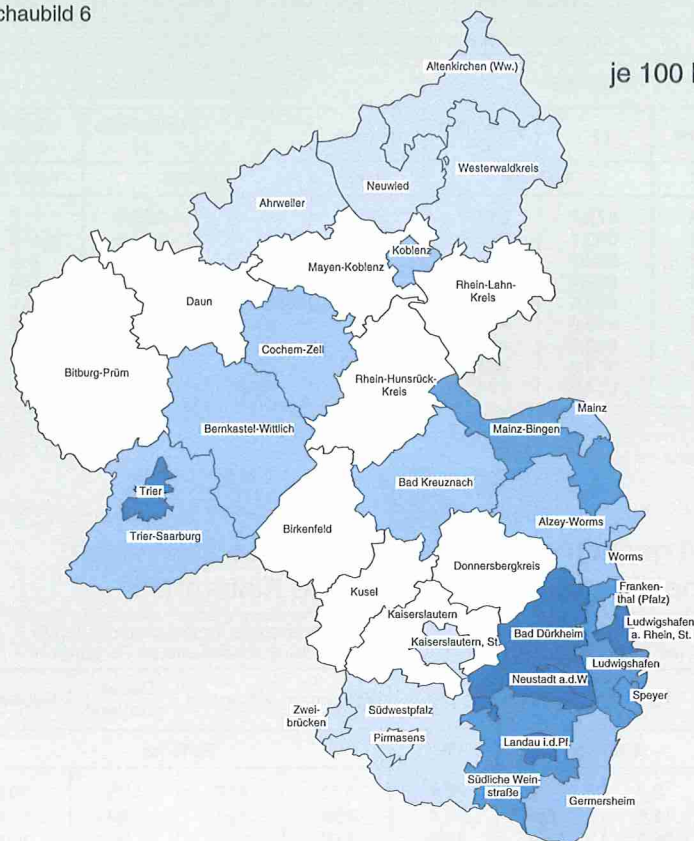 chaubild 6
je 100
Altenkirchen (Ww.)
Westerwaldkreis
Neuwied
Ahrweiler
Koblenz
Mayen-Koblenz
Rhein-Lahn-
Kreis
Daun
Cochem-Zell
Bitburg-Prüm
Rhein-Hunsrück-
Kreis
Mainz
Bernkastel-Wittlich
Mainz-Bingen
Bad Kreuznach
Trier
Alzey-Worms
Birkenfeld
Trier-Saarburg
Worms
Donnersbergkreis
Franken-
thal (Pfalz)
Kusel
Kaiserslautern
Ludwigshafen
a. Rhein, St.
Bad Dürkheim
Kaiserslautern, St.
Ludwigshafen
Neustadt a.d.W
Speyer
Zwei-
brücken
Südwestpfalz
Pirmasens
Landau i.d.Pf.
Südliche Wein-
straße
Germersheim